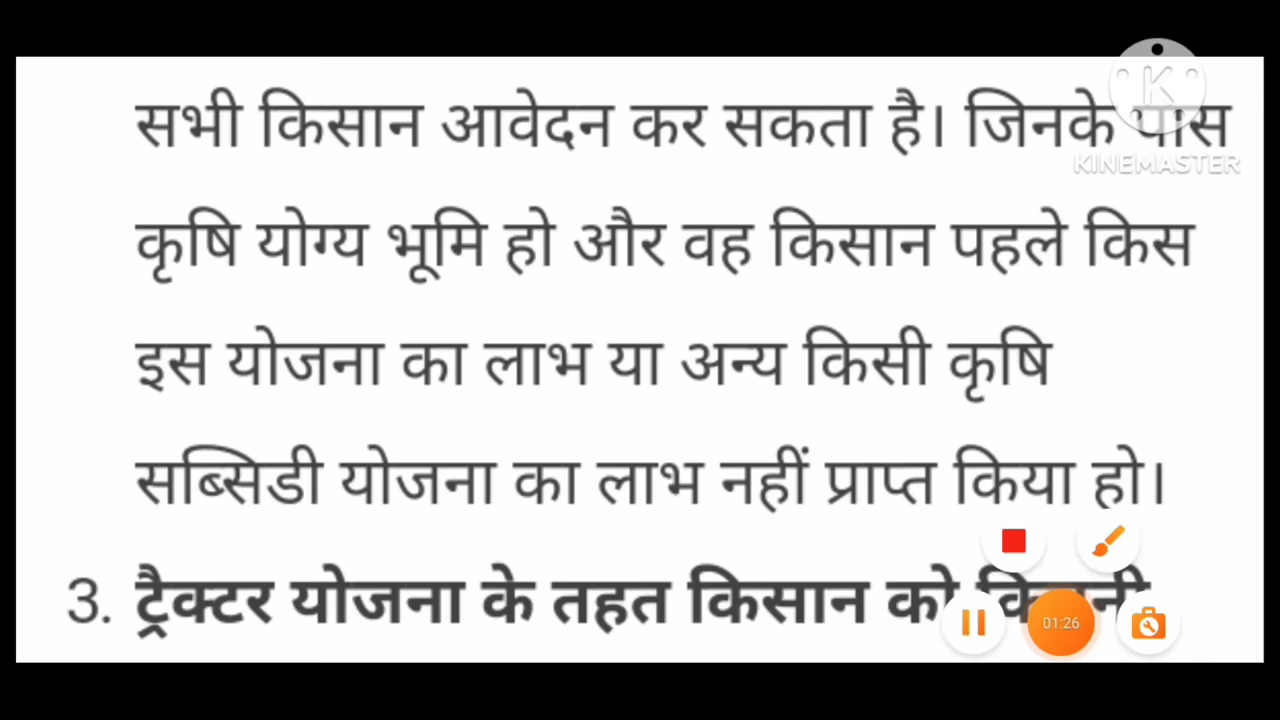 सभी किसान आवेदन कर सकता है। जिनके पास
KINEMASTER
कृषि योग्य भूमि हो और वह किसान पहले किस
इस योजना का लाभ या अन्य किसी कृषि
सब्सिडी योजना का लाभ नहीं प्राप्त किया हो।
3. ट्रैक्टर योजना के तहत किसान को
01:26